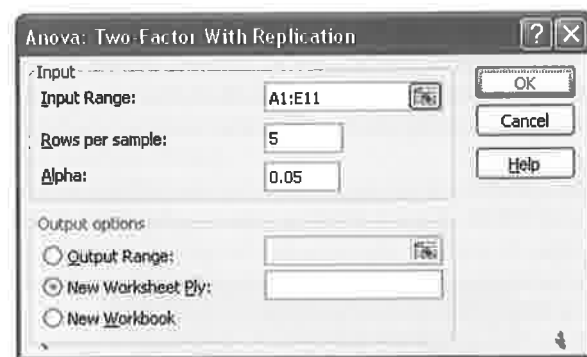 Anova: Two-Factor With Replication
Input
Input Range: A1:E11
Rows per sample: 5
Alpha: 0.05
OK
Cancel
Help
Output options
Output Range:
New Worksheet Ply:
New Workbook